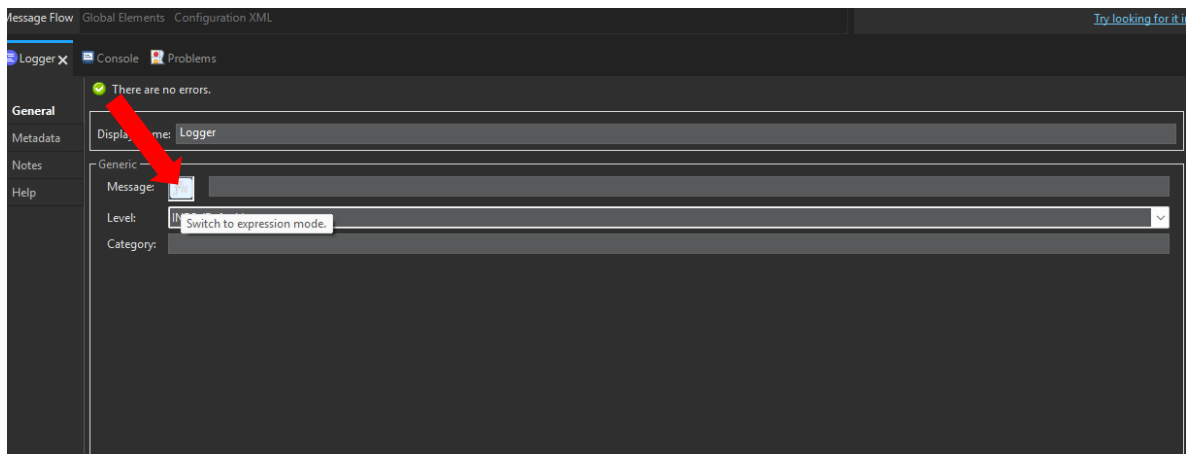 Message Flow Global Elements Configuration XML
Try looking for it i
Logger Console Problems
There are no errors.
General
Metadata
Notes
Help
Display Logger
Generic
Message:
Level:
Switch to expression mode.
Category: